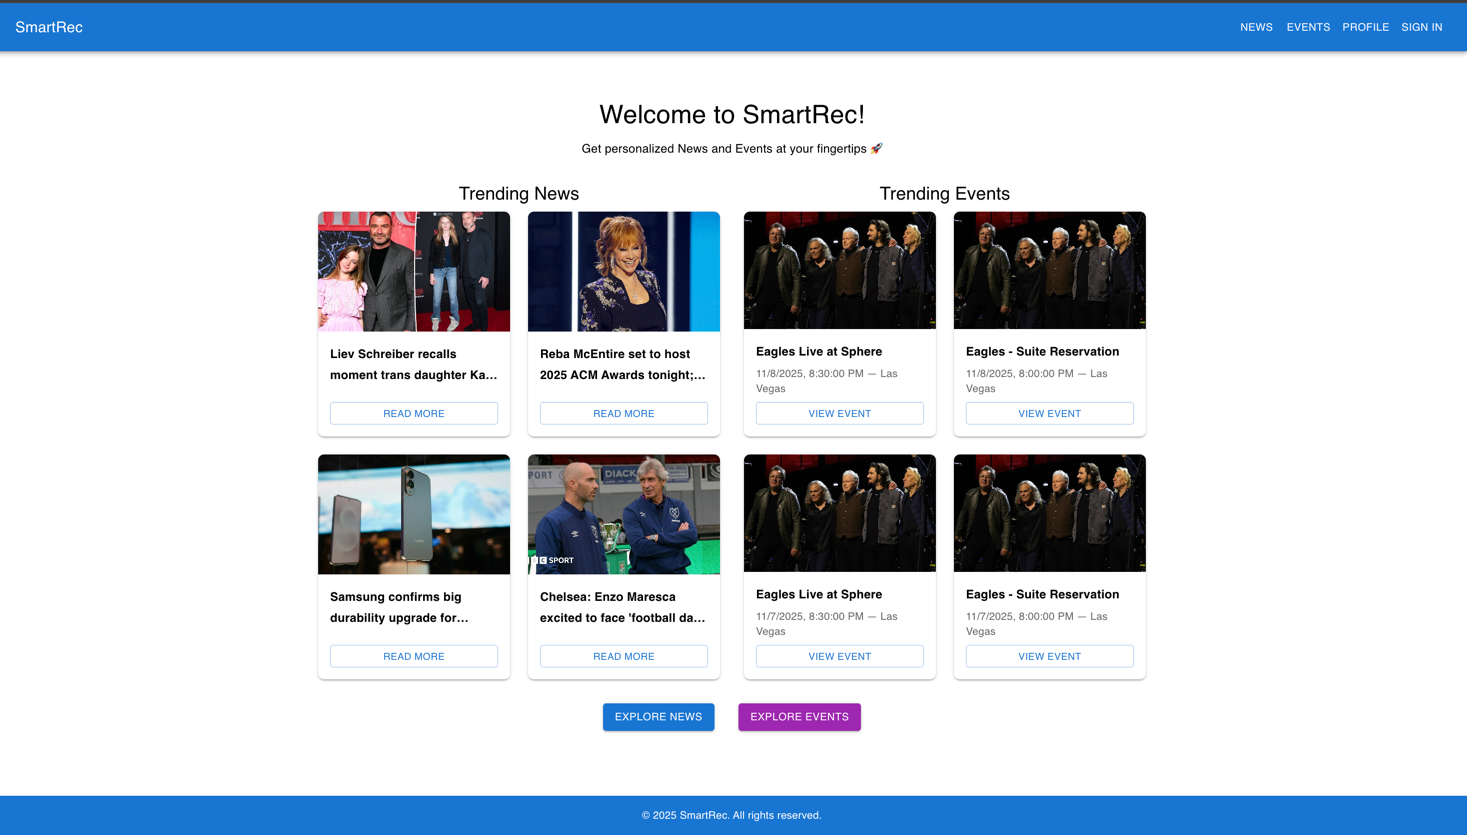 SmartRec
NEWS
EVENTS
PROFILE
SIGN IN
Welcome to SmartRec!
Get personalized News and Events at your fingertips 🚀
Trending News
Liev Schreiber recalls
moment trans daughter Ka...
READ MORE
Reba McEntire set to host
2025 ACM Awards tonight;...
READ MORE
Samsung confirms big
durability upgrade for...
READ MORE
DIACK
SPORT
Chelsea: Enzo Maresca
excited to face 'football da...
READ MORE
Trending Events
Eagles Live at Sphere
11/8/2025, 8:30:00 PM — Las
Vegas
VIEW EVENT
Eagles - Suite Reservation
11/8/2025, 8:00:00 PM — Las
Vegas
VIEW EVENT
Eagles Live at Sphere
11/7/2025, 8:30:00 PM — Las
Vegas
VIEW EVENT
Eagles - Suite Reservation
11/7/2025, 8:00:00 PM — Las
Vegas
VIEW EVENT
EXPLORE NEWS
EXPLORE EVENTS
© 2025 SmartRec. All rights reserved.